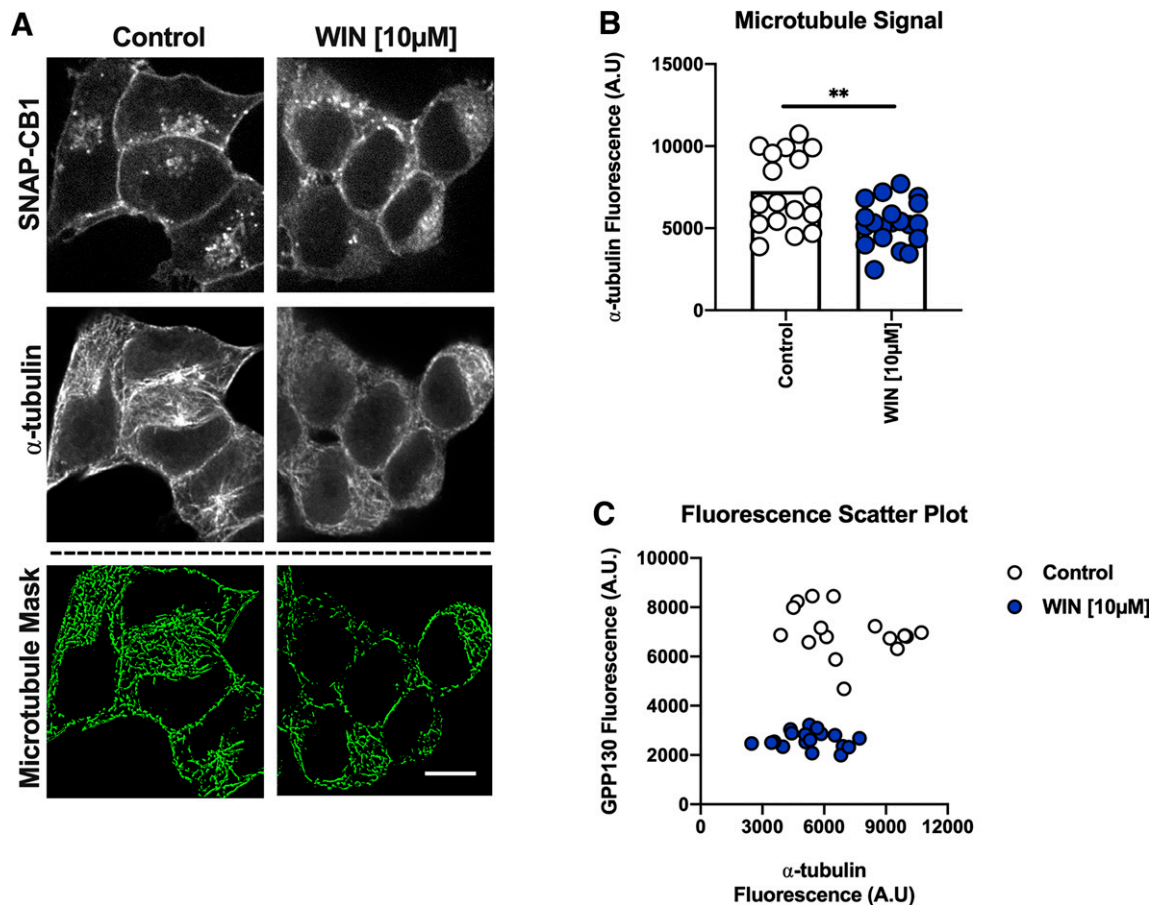 A
Control
WIN [10µM]
SNAP-CB1
α-tubulin
Microtubule Mask
B
Microtubule Signal
α-tubulin Fluorescence (A.U)
15000
10000
5000
0
**
Control
WIN [10µM]
C
Fluorescence Scatter Plot
GPP130 Fluorescence (A.U.)
10000
8000
6000
4000
2000
0
0 3000 6000 9000 12000
α-tubulin
Fluorescence (A.U)
Control
WIN [10µM]